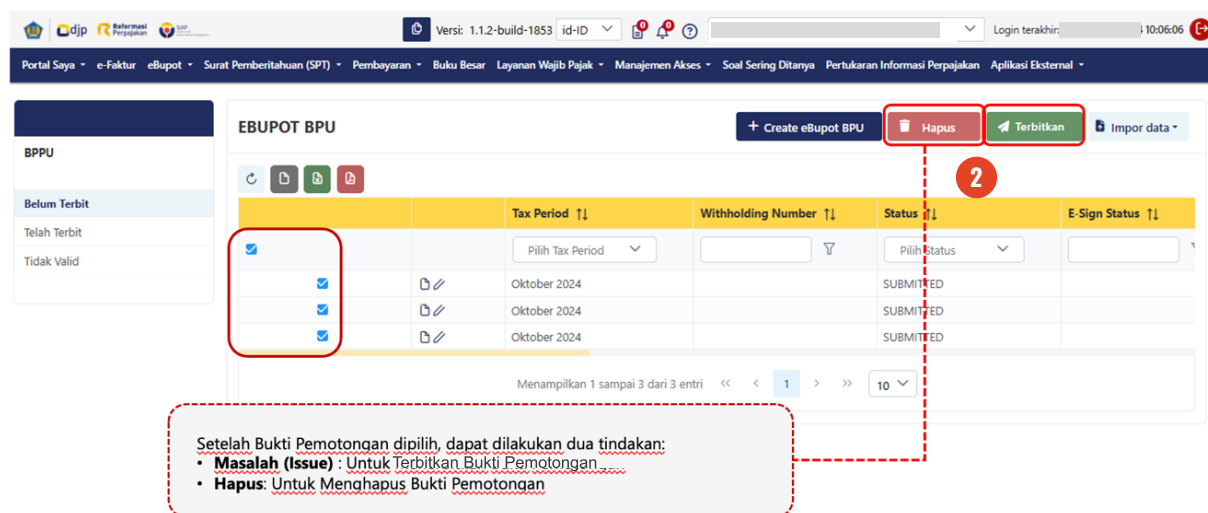 djp Reformasi Perpajakan SIAP
Versi: 1.1.2-build-1853 id-ID 0 0 Login terakhir: 10:06:06
Portal Saya e-Faktur eBupot Surat Pemberitahuan (SPT) Pembayaran Buku Besar Layanan Wajib Pajak Manajemen Akses Soal Sering Ditanya Pertukaran Informasi Perpajakan Aplikasi Eksternal
EBUPOT BPU + Create eBupot BPU Hapus Terbitkan Impor data
BPPU
2
Belum Terbit
Telah Terbit
Tidak Valid
Tax Period Withholding Number Status E-Sign Status
Pilih Tax Period Pilih Status
Oktober 2024 SUBMITTED
Oktober 2024 SUBMITTED
Oktober 2024 SUBMITTED
Menampilkan 1 sampai 3 dari 3 entri << < 1 > >> 10
Setelah Bukti Pemotongan dipilih, dapat dilakukan dua tindakan:
• Masalah (Issue) : Untuk Terbitkan Bukti Pemotongan
• Hapus: Untuk Menghapus Bukti Pemotongan